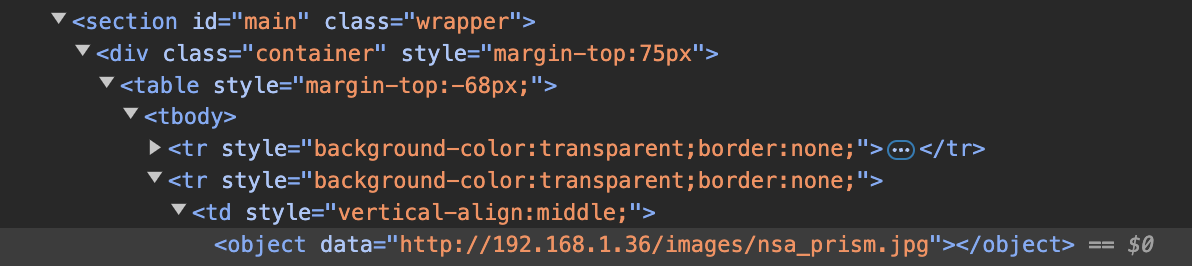 ▼<section id="main" class="wrapper">
▼<div class="container" style="margin-top:75px">
▼<table style="margin-top:-68px;">
▼<tbody>
▶<tr style="background-color:transparent;border:none;">⋯</tr>
▼<tr style="background-color:transparent;border:none;">
▼<td style="vertical-align:middle;">
<object data="http://192.168.1.36/images/nsa_prism.jpg"></object> == $0